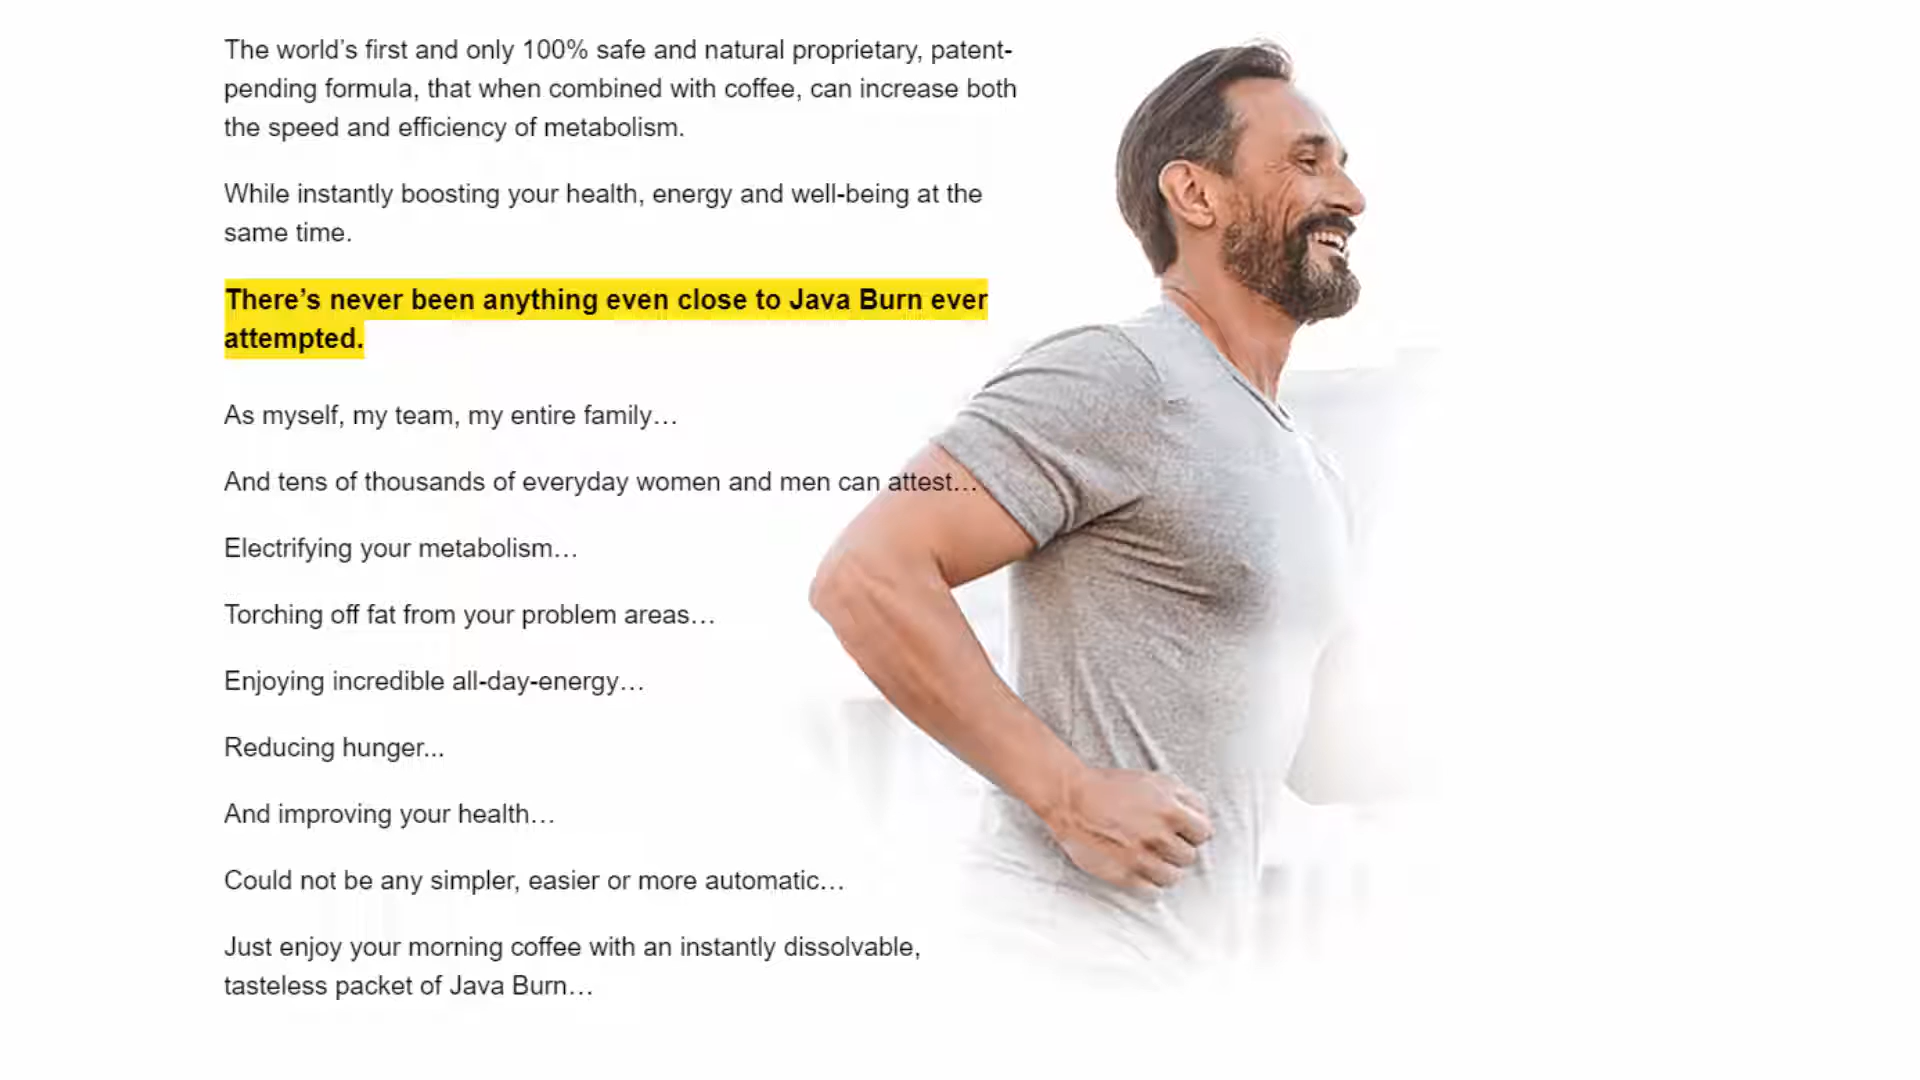 The world’s first and only 100% safe and natural proprietary, patent-
pending formula, that when combined with coffee, can increase both
the speed and efficiency of metabolism.
While instantly boosting your health, energy and well-being at the
same time.
There’s never been anything even close to Java Burn ever
attempted.
As myself, my team, my entire family…
And tens of thousands of everyday women and men can attest…
Electrifying your metabolism…
Torching off fat from your problem areas…
Enjoying incredible all-day-energy…
Reducing hunger...
And improving your health…
Could not be any simpler, easier or more automatic…
Just enjoy your morning coffee with an instantly dissolvable,
tasteless packet of Java Burn…